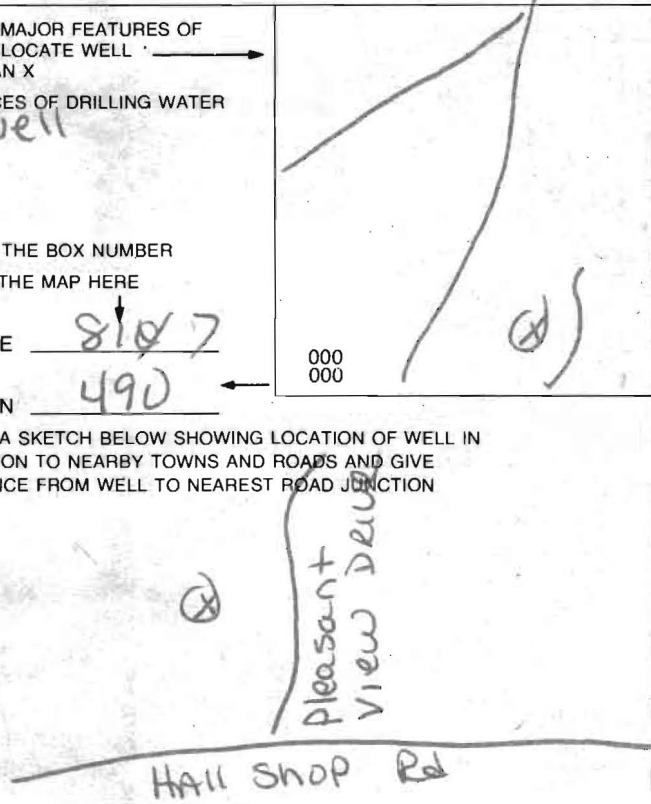 MAJOR FEATURES OF
LOCATE WELL
AN X
CES OF DRILLING WATER
well
THE BOX NUMBER
THE MAP HERE
E 8107
000
000
N 490
A SKETCH BELOW SHOWING LOCATION OF WELL IN
ON TO NEARBY TOWNS AND ROADS AND GIVE
NCE FROM WELL TO NEAREST ROAD JUNCTION
X
X
Pleasant
View Drive
HAll Shop Rd